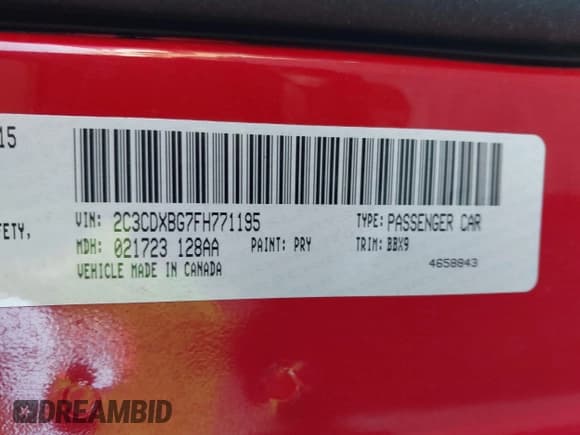 15
FETY,
VIN: 2C3CDXBG7FH771195 TYPE: PASSENGER CAR
MDH: 021723 128AA PAINT: PRY TRIM: BBX9
VEHICLE MADE IN CANADA
4658843
DREAMBID